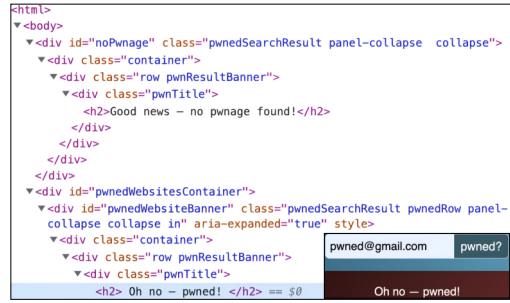 <html>
▼<body>
▼<div id="noPwnage" class="pwnedSearchResult panel-collapse  collapse">
▼<div class="container">
▼<div class="row pwnResultBanner">
▼<div class="pwnTitle">
<h2>Good news — no pwnage found!</h2>
</div>
</div>
</div>
</div>
▼<div id="pwnedWebsitesContainer">
▼<div id="pwnedWebsiteBanner" class="pwnedSearchResult pwnedRow panel-
collapse collapse in" aria-expanded="true" style>
▼<div class="container">
▼<div class="row pwnResultBanner">
▼<div class="pwnTitle">
<h2> Oh no — pwned! </h2> == $0
pwned@gmail.com pwned?
Oh no — pwned!